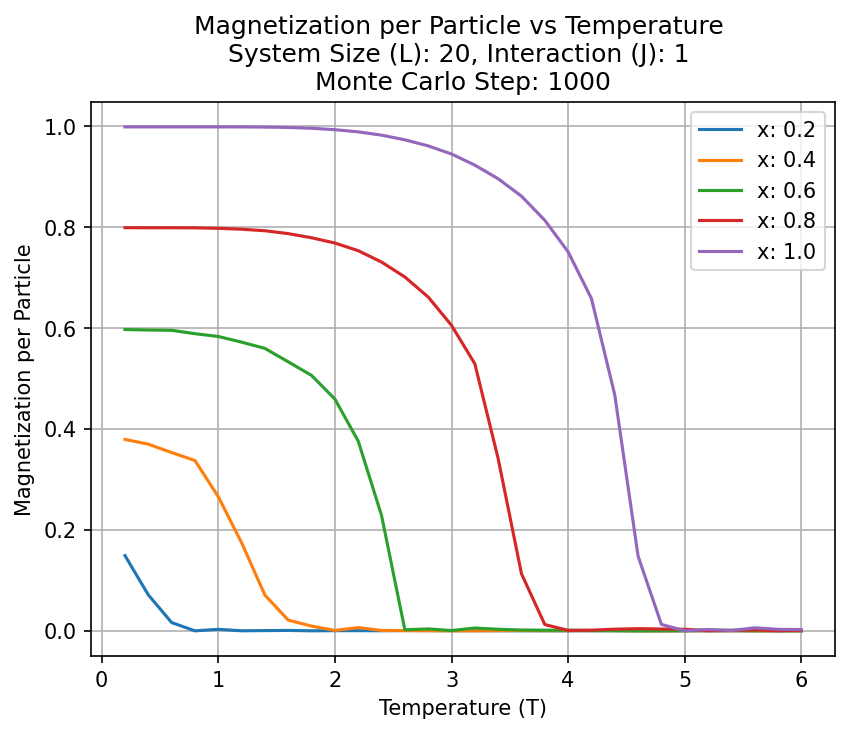 Magnetization per Particle vs Temperature
System Size (L): 20, Interaction (J): 1
Monte Carlo Step: 1000
1.0
0.8
0.6
0.4
0.2
0.0
Magnetization per Particle
x: 0.2
x: 0.4
x: 0.6
x: 0.8
x: 1.0
0 1 2 3 4 5 6
Temperature (T)